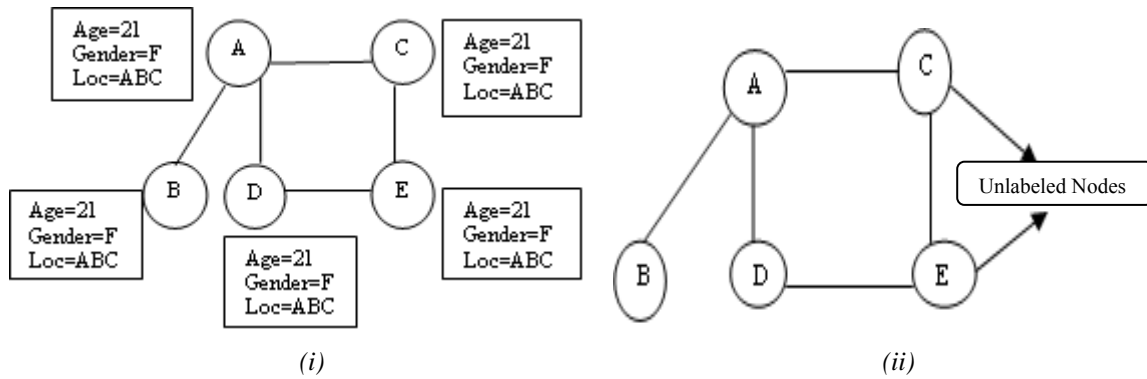 Age=21
Gender=F
Loc=ABC
A
C
Age=21
Gender=F
Loc=ABC
B
D
E
Age=21
Gender=F
Loc=ABC
Age=21
Gender=F
Loc=ABC
Age=21
Gender=F
Loc=ABC
(i)
A
C
Unlabeled Nodes
B
D
E
(ii)